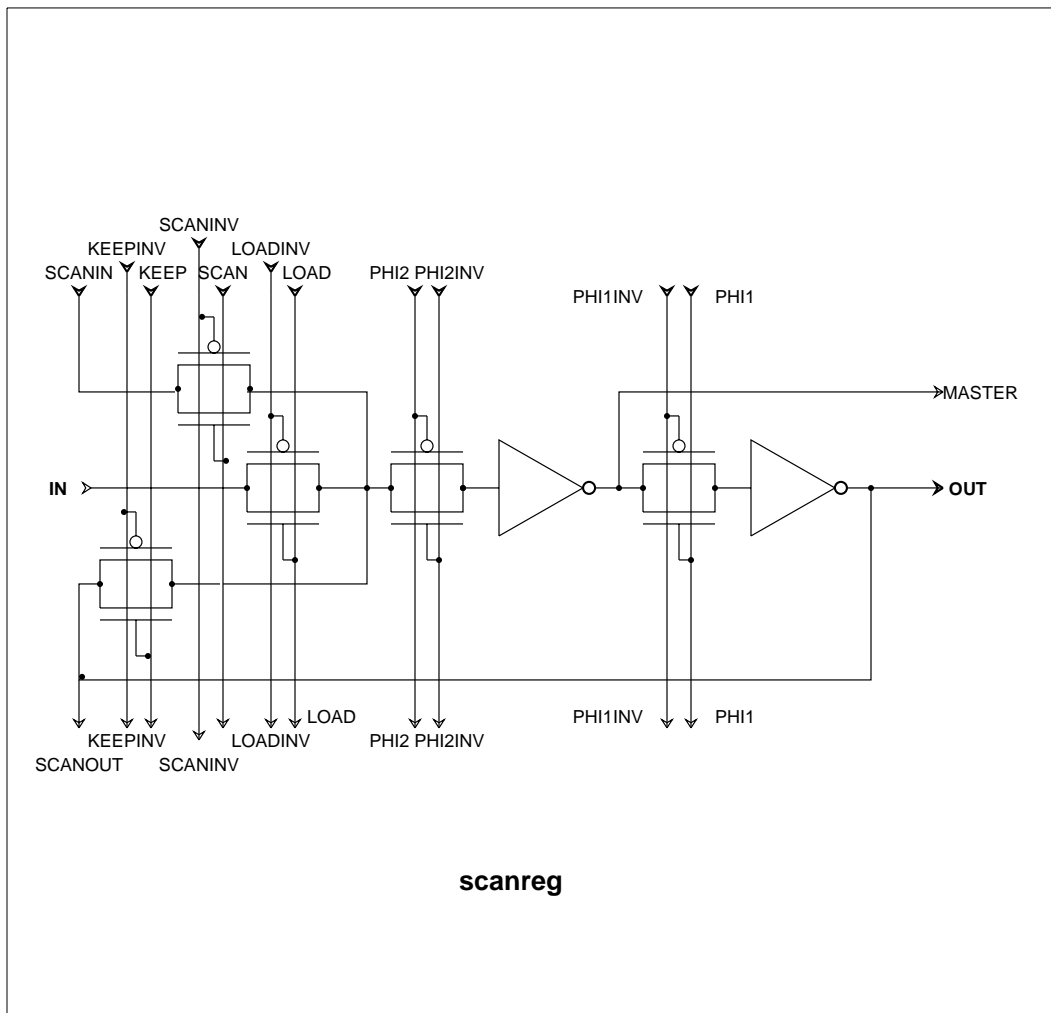 SCANINV
KEEPINV LOADINV
SCANIN KEEP SCAN LOAD PHI2 PHI2INV
PHI1INV PHI1
MASTER
IN OUT
LOAD PHI1INV PHI1
KEEPINV LOADINV PHI2 PHI2INV
SCANOUT SCANINV
scanreg